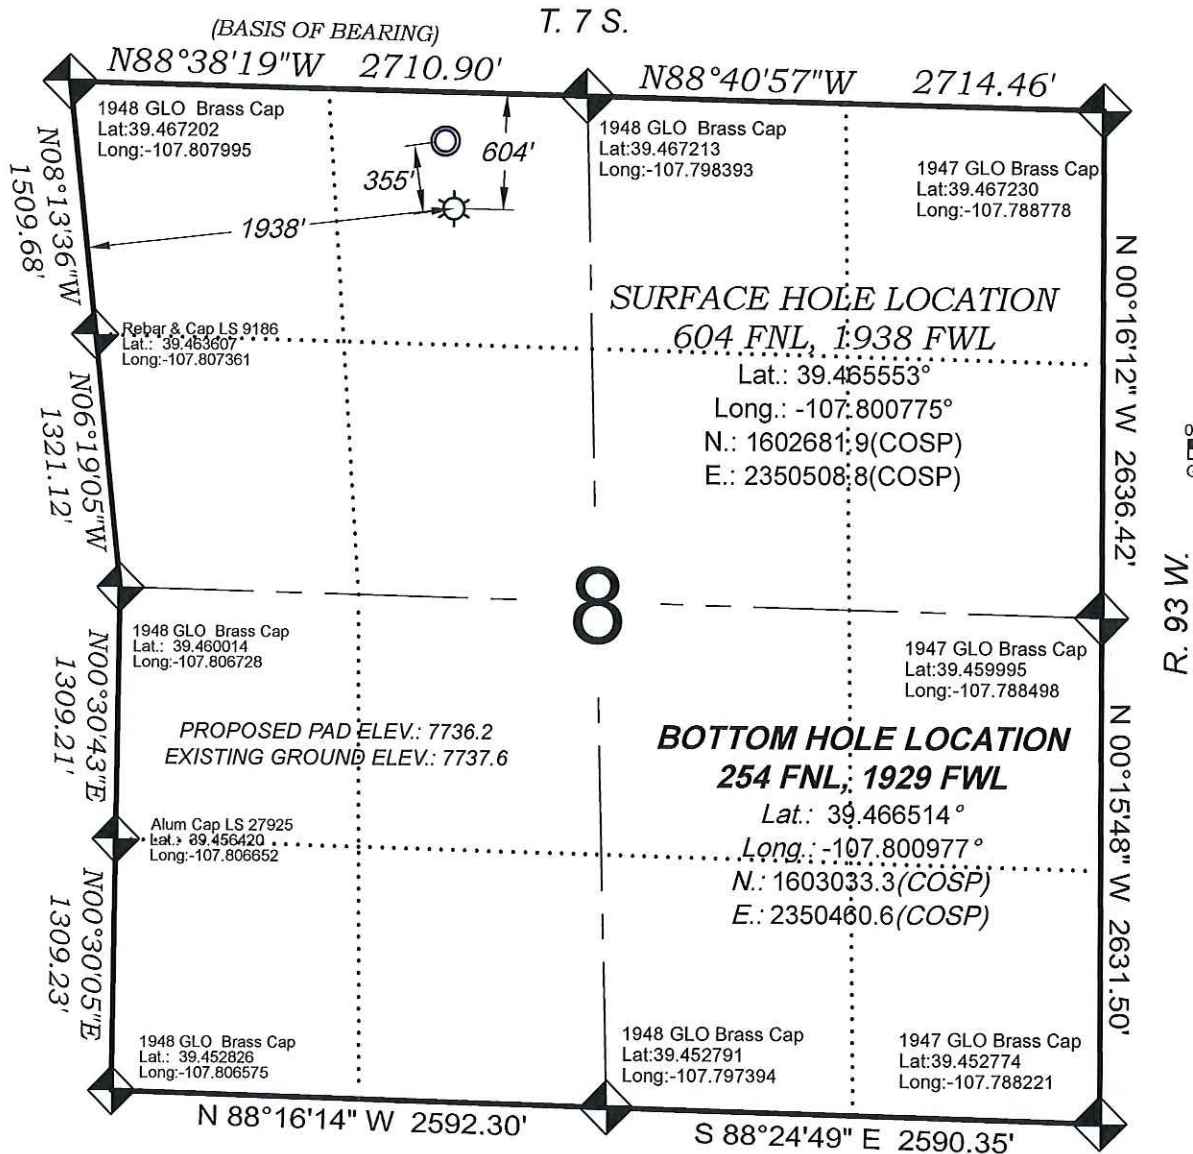 T. 7 S.
(BASIS OF BEARING)
N88°38'19"W 2710.90'
N88°40'57"W 2714.46'
1948 GLO Brass Cap
Lat:39.467202
Long:-107.807995
1948 GLO Brass Cap
Lat:39.467213
Long:-107.798393
1947 GLO Brass Cap
Lat:39.467230
Long:-107.788778
604'
355'
1938'
N08°13'36"W
1509.68'
SURFACE HOLE LOCATION
604 FNL, 1938 FWL
Lat.: 39.465553°
Long.: -107.800775°
N.: 1602681.9(COSP)
E.: 2350508.8(COSP)
Rebar & Cap LS 9186
Lat.: 39.463607
Long:-107.807361
N 00°16'12" W 2636.42'
N06°19'05"W
1321.12'
R. 93 W.
8
1948 GLO Brass Cap
Lat.: 39.460014
Long:-107.806728
1947 GLO Brass Cap
Lat:39.459995
Long:-107.788498
N00°30'43"E
1309.21'
PROPOSED PAD ELEV.: 7736.2
EXISTING GROUND ELEV.: 7737.6
BOTTOM HOLE LOCATION
254 FNL, 1929 FWL
Lat.: 39.466514°
Long.: -107.800977°
N.: 1603033.3(COSP)
E.: 2350460.6(COSP)
N 00°15'48" W 2631.50'
Alum Cap LS 27925
Lat.: 39.456420
Long:-107.806652
N00°30'05"E
1309.23'
1948 GLO Brass Cap
Lat.: 39.452826
Long:-107.806575
1948 GLO Brass Cap
Lat:39.452791
Long:-107.797394
1947 GLO Brass Cap
Lat:39.452774
Long:-107.788221
N 88°16'14" W 2592.30'
S 88°24'49" E 2590.35'